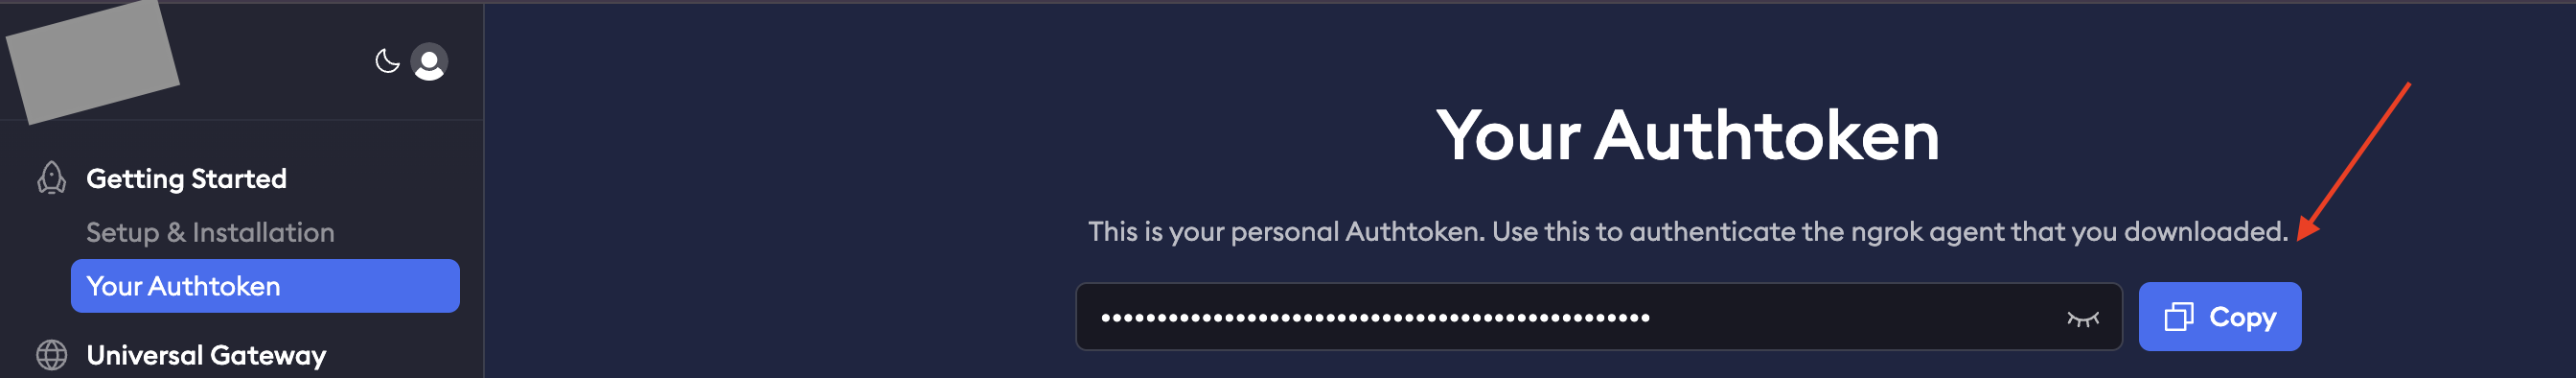 Getting Started
Setup & Installation
Your Authtoken
Universal Gateway
Your Authtoken
This is your personal Authtoken. Use this to authenticate the ngrok agent that you downloaded.
••••••••••••••••••••••••••••••••••••••••••••••••• Copy